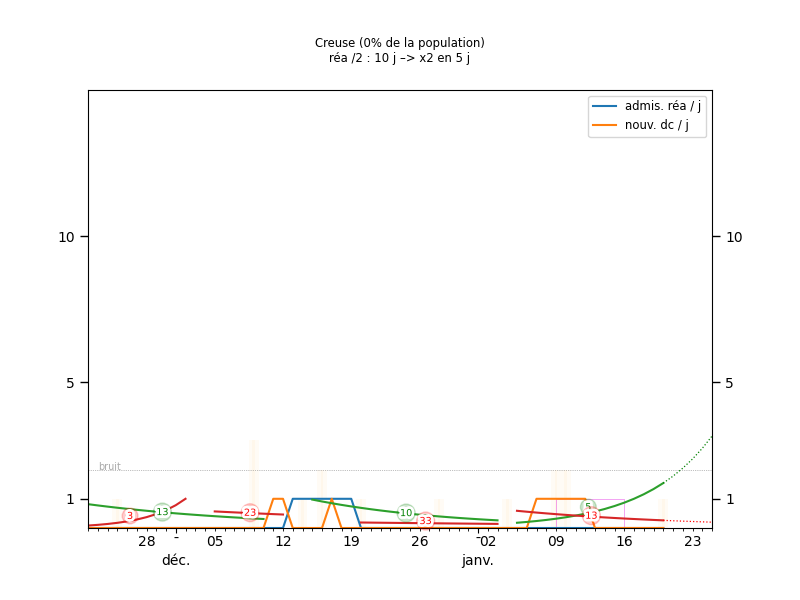 Creuse (0% de la population)
réa /2 : 10 j –> x2 en 5 j
admis. réa / j
nouv. dc / j
10 10
5 5
bruit
1 1
3 -13 -23 -10 -33 5 -13
28 05 12 19 26 02 09 16 23
déc. janv.